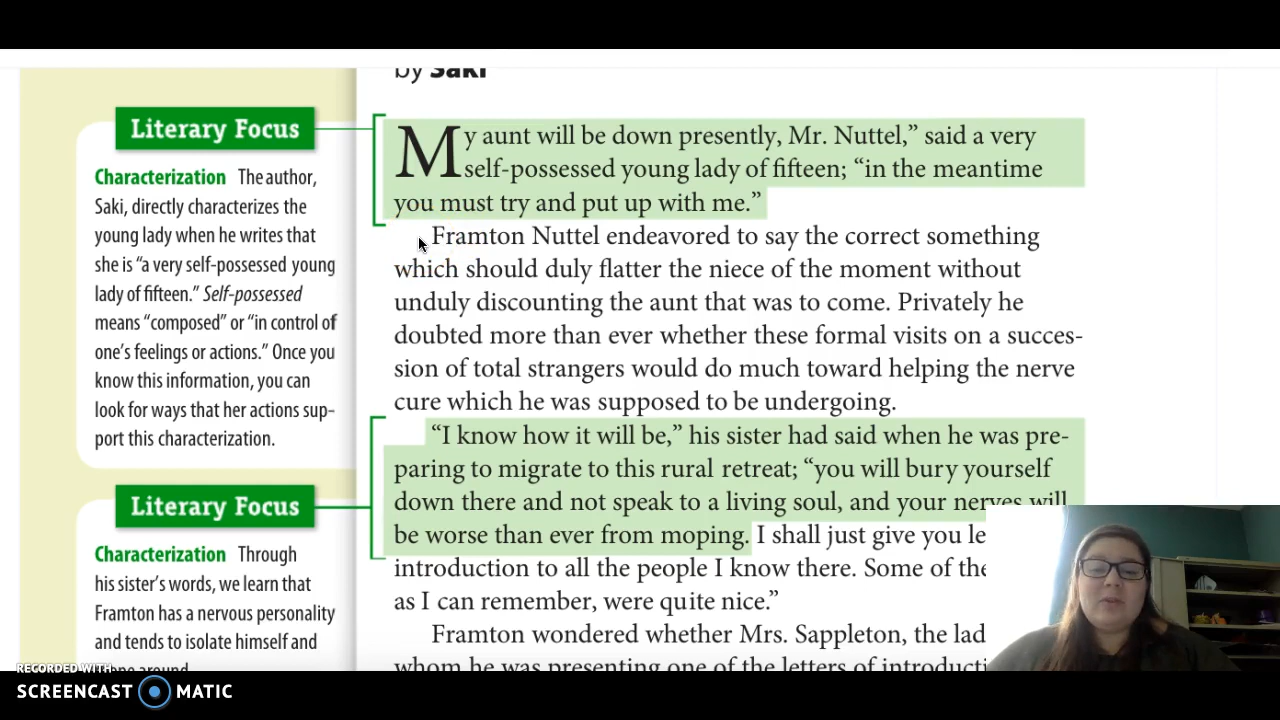 by Saki
Literary Focus
Characterization The author,
Saki, directly characterizes the
young lady when he writes that
she is “a very self-possessed young
lady of fifteen.” Self-possessed
means “composed” or “in control of
one’s feelings or actions.” Once you
know this information, you can
look for ways that her actions sup-
port this characterization.
Literary Focus
Characterization Through
his sister’s words, we learn that
Framton has a nervous personality
and tends to isolate himself and
My aunt will be down presently, Mr. Nuttel,” said a very
self-possessed young lady of fifteen; “in the meantime
you must try and put up with me.”
Framton Nuttel endeavored to say the correct something
which should duly flatter the niece of the moment without
unduly discounting the aunt that was to come. Privately he
doubted more than ever whether these formal visits on a succes-
sion of total strangers would do much toward helping the nerve
cure which he was supposed to be undergoing.
“I know how it will be,” his sister had said when he was pre-
paring to migrate to this rural retreat; “you will bury yourself
down there and not speak to a living soul, and your nerves will
be worse than ever from moping. I shall just give you le
introduction to all the people I know there. Some of the
as I can remember, were quite nice.”
Framton wondered whether Mrs. Sappleton, the lad
whom he was presenting one of the letters of introducti
RECORDED WITH
SCREENCAST MATIC